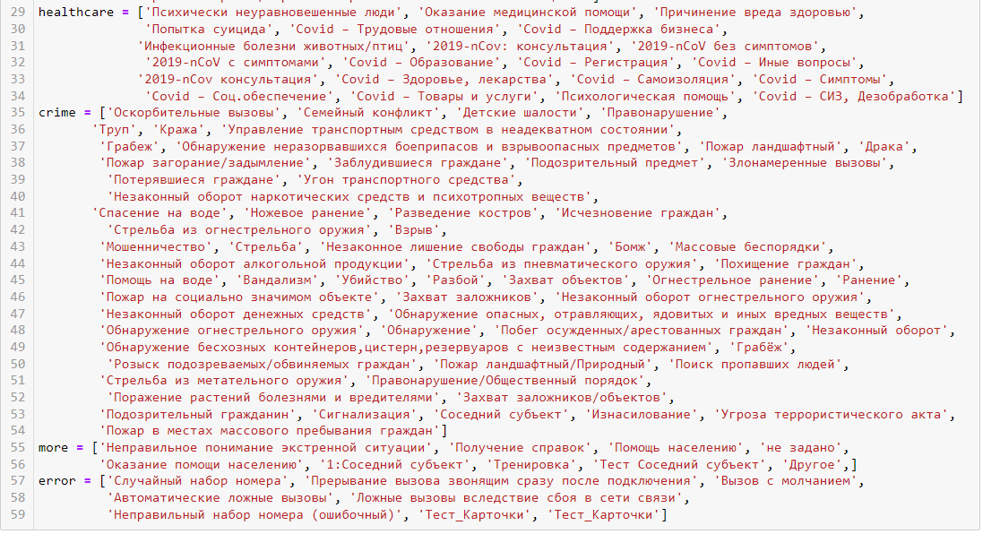 29 healthcare = ['Психически неуравновешенные люди', 'Оказание медицинской помощи', 'Причинение вреда здоровью',
30 'Попытка суицида', 'Covid – Трудовые отношения', 'Covid – Поддержка бизнеса',
31 'Инфекционные болезни животных/птиц', '2019-nCov: консультация', '2019-nCoV без симптомов',
32 '2019-nCoV с симптомами', 'Covid – Образование', 'Covid – Регистрация', 'Covid – Иные вопросы',
33 '2019-nCov консультация', 'Covid – Здоровье, лекарства', 'Covid – Самоизоляция', 'Covid – Симптомы',
34 'Covid – Соц.обеспечение', 'Covid – Товары и услуги', 'Психологическая помощь', 'Covid – СИЗ, Дезобработка']
35 crime = ['Оскорбительные вызовы', 'Семейный конфликт', 'Детские шалости', 'Правонарушение',
36 'Труп', 'Кража', 'Управление транспортным средством в неадекватном состоянии',
37 'Грабеж', 'Обнаружение неразорвавшихся боеприпасов и взрывоопасных предметов', 'Пожар ландшафтный', 'Драка',
38 'Пожар загорание/задымление', 'Заблудившиеся граждане', 'Подозрительный предмет', 'Злонамеренные вызовы',
39 'Потерявшиеся граждане', 'Угон транспортного средства',
40 'Незаконный оборот наркотических средств и психотропных веществ',
41 'Спасение на воде', 'Ножевое ранение', 'Разведение костров', 'Исчезновение граждан',
42 'Стрельба из огнестрельного оружия', 'Взрыв',
43 'Мошенничество', 'Стрельба', 'Незаконное лишение свободы граждан', 'Бомж', 'Массовые беспорядки',
44 'Незаконный оборот алкогольной продукции', 'Стрельба из пневматического оружия', 'Похищение граждан',
45 'Помощь на воде', 'Вандализм', 'Убийство', 'Разбой', 'Захват объектов', 'Огнестрельное ранение', 'Ранение',
46 'Пожар на социально значимом объекте', 'Захват заложников', 'Незаконный оборот огнестрельного оружия',
47 'Незаконный оборот денежных средств', 'Обнаружение опасных, отравляющих, ядовитых и иных вредных веществ',
48 'Обнаружение огнестрельного оружия', 'Обнаружение', 'Побег осужденных/арестованных граждан', 'Незаконный оборот',
49 'Обнаружение бесхозных контейнеров,цистерн,резервуаров с неизвестным содержанием', 'Грабёж',
50 'Розыск подозреваемых/обвиняемых граждан', 'Пожар ландшафтный/Природный', 'Поиск пропавших людей',
51 'Стрельба из метательного оружия', 'Правонарушение/Общественный порядок',
52 'Поражение растений болезнями и вредителями', 'Захват заложников/объектов',
53 'Подозрительный гражданин', 'Сигнализация', 'Соседний субъект', 'Изнасилование', 'Угроза террористического акта',
54 'Пожар в местах массового пребывания граждан']
55 more = ['Неправильное понимание экстренной ситуации', 'Получение справок', 'Помощь населению', 'не задано',
56 'Оказание помощи населению', '1:Соседний субъект', 'Тренировка', 'Тест Соседний субъект', 'Другое',]
57 error = ['Случайный набор номера', 'Прерывание вызова звонящим сразу после подключения', 'Вызов с молчанием',
58 'Автоматические ложные вызовы', 'Ложные вызовы вследствие сбоя в сети связи',
59 'Неправильный набор номера (ошибочный)', 'Тест_Карточки', 'Тест_Карточки']